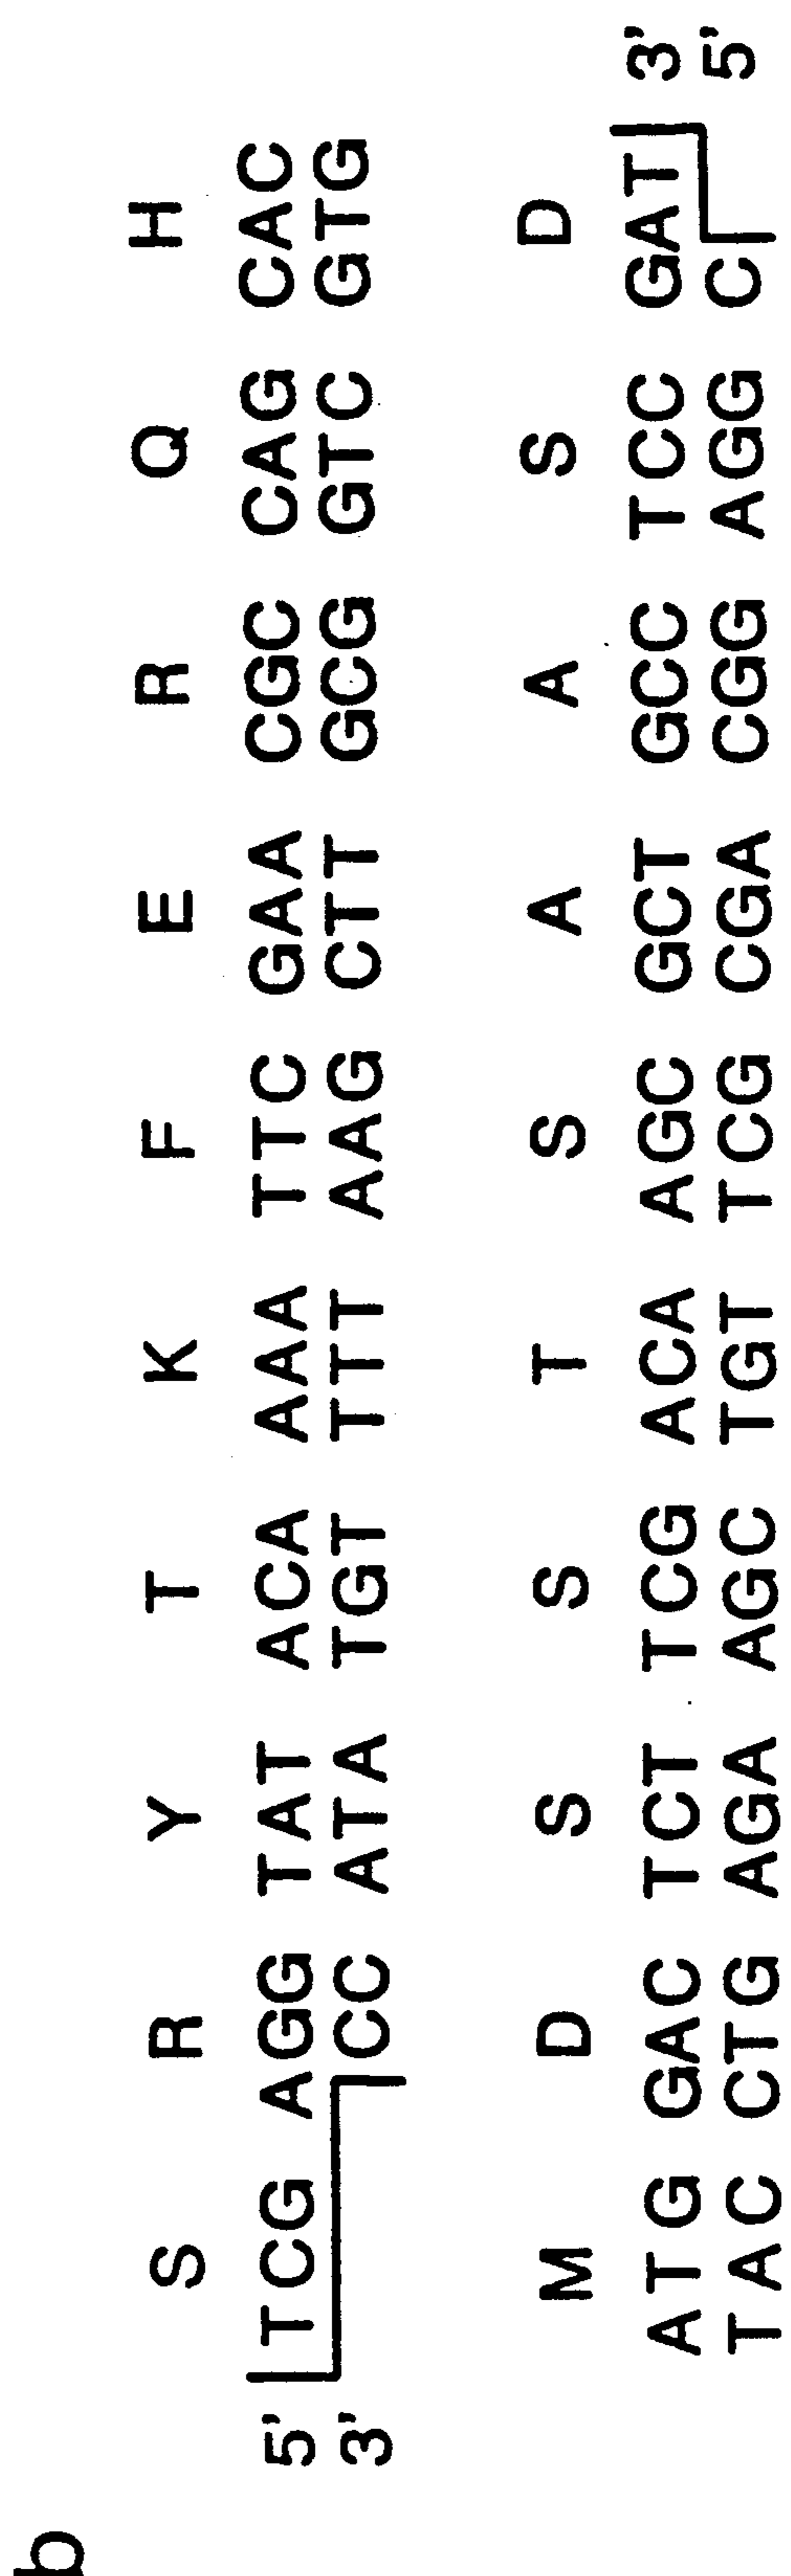 b
S R Y T K F E R Q H
5' TCG AGG TAT ACA AAA TTC GAA CGC CAG CAC
3' CC ATA TGT TTT AAG CTT GCG GTC GTG
M D S S T S A A S D
ATG GAC TCT TCG ACA AGC GCT GCC TCC GAT 3'
TAC CTG AGA AGC TGT TCG CGA CGG AGG C 5'